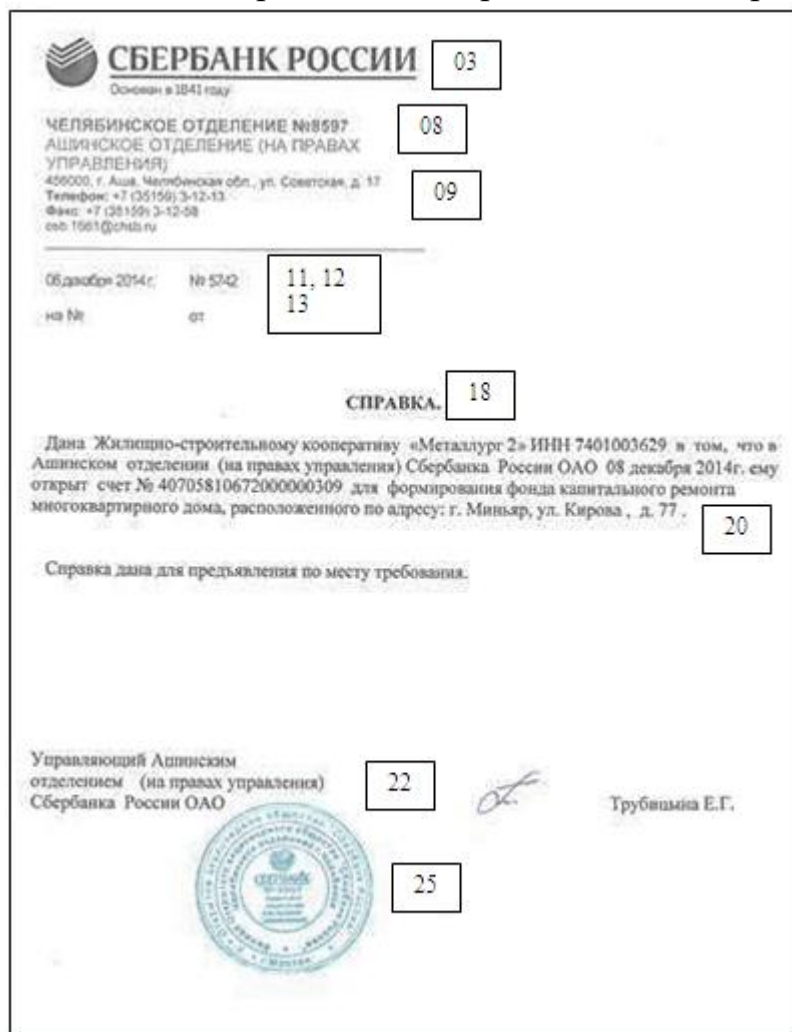 СБЕРБАНК РОССИИ 03
Основан в 1841 году
ЧЕЛЯБИНСКОЕ ОТДЕЛЕНИЕ №8597 08
АШИНСКОЕ ОТДЕЛЕНИЕ (НА ПРАВАХ
УПРАВЛЕНИЯ)
456000, г. Аша, Челябинская обл., ул. Советская, д. 17
Телефон: +7 (35159) 3-12-13 09
Факс: +7 (35159) 3-12-58
csb.1661@chsb.ru
декабря 2014 г. № 5742 11, 12
на № от 13
СПРАВКА. 18
Дана Жилищно-строительному кооперативу «Металлург 2» ИНН 7401003629 в том, что в
Ашинском отделении (на правах управления) Сбербанка России ОАО 08 декабря 2014г. ему
открыт счет № 40705810672000000309 для формирования фонда капитального ремонта
многоквартирного дома, расположенного по адресу: г. Миньяр, ул. Кирова , д. 77 .
20
Справка дана для предъявления по месту требования.
Управляющий Ашинским
отделением (на правах управления) 22
Сбербанка России ОАО Трубицына Е.Г.
СБЕРБАНК
25